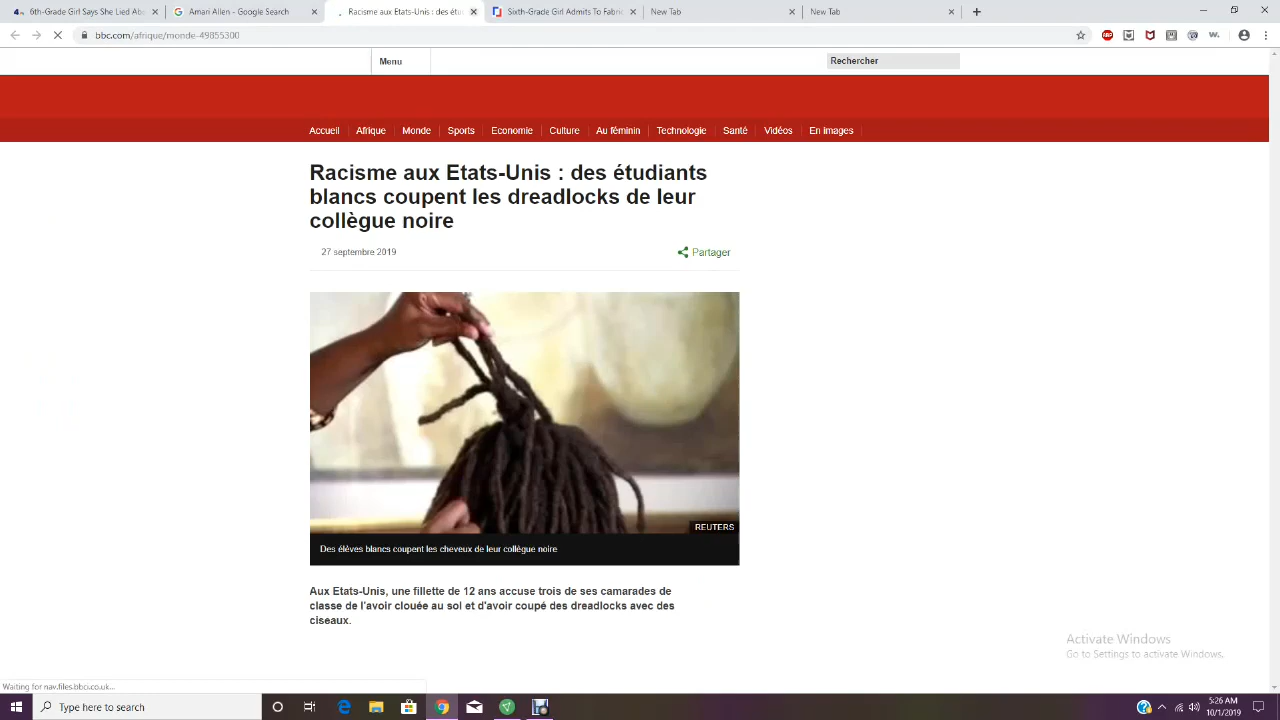 6th-Grade Girl Says She Lied Ab
Amari Allen - Google Search
Racisme aux Etats-Unis : des étu
Sixth-Grade Girl Admits To Fabric
New Tab
New Tab
bbc.com/afrique/monde-49855300
Menu
Rechercher
Accueil
Afrique
Monde
Sports
Economie
Culture
Au féminin
Technologie
Santé
Vidéos
En images
Racisme aux Etats-Unis : des étudiants
blancs coupent les dreadlocks de leur
collègue noire
27 septembre 2019
Partager
REUTERS
Des élèves blancs coupent les cheveux de leur collègue noire
Aux Etats-Unis, une fillette de 12 ans accuse trois de ses camarades de
classe de l'avoir clouée au sol et d'avoir coupé des dreadlocks avec des
ciseaux.
Activate Windows
Go to Settings to activate Windows.
Waiting for nav.files.bbci.co.uk...
Type here to search
5:26 AM
10/1/2019